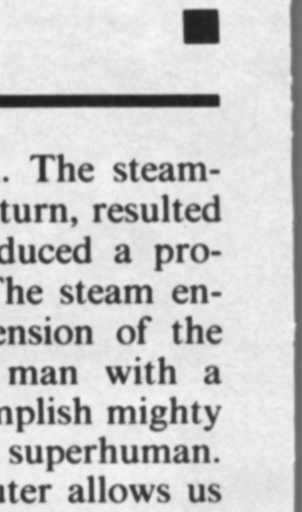 . The steam-
turn, resulted
duced a pro-
The steam en-
ension of the
man with a
mplish mighty
superhuman.
uter allows us